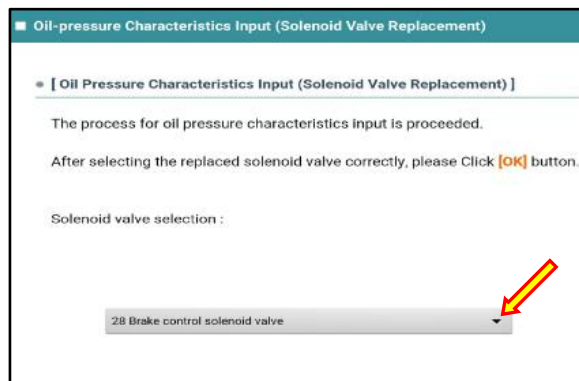 Oil-pressure Characteristics Input (Solenoid Valve Replacement)
[ Oil Pressure Characteristics Input (Solenoid Valve Replacement) ]
The process for oil pressure characteristics input is proceeded.
After selecting the replaced solenoid valve correctly, please Click [OK] button.
Solenoid valve selection :
28 Brake control solenoid valve